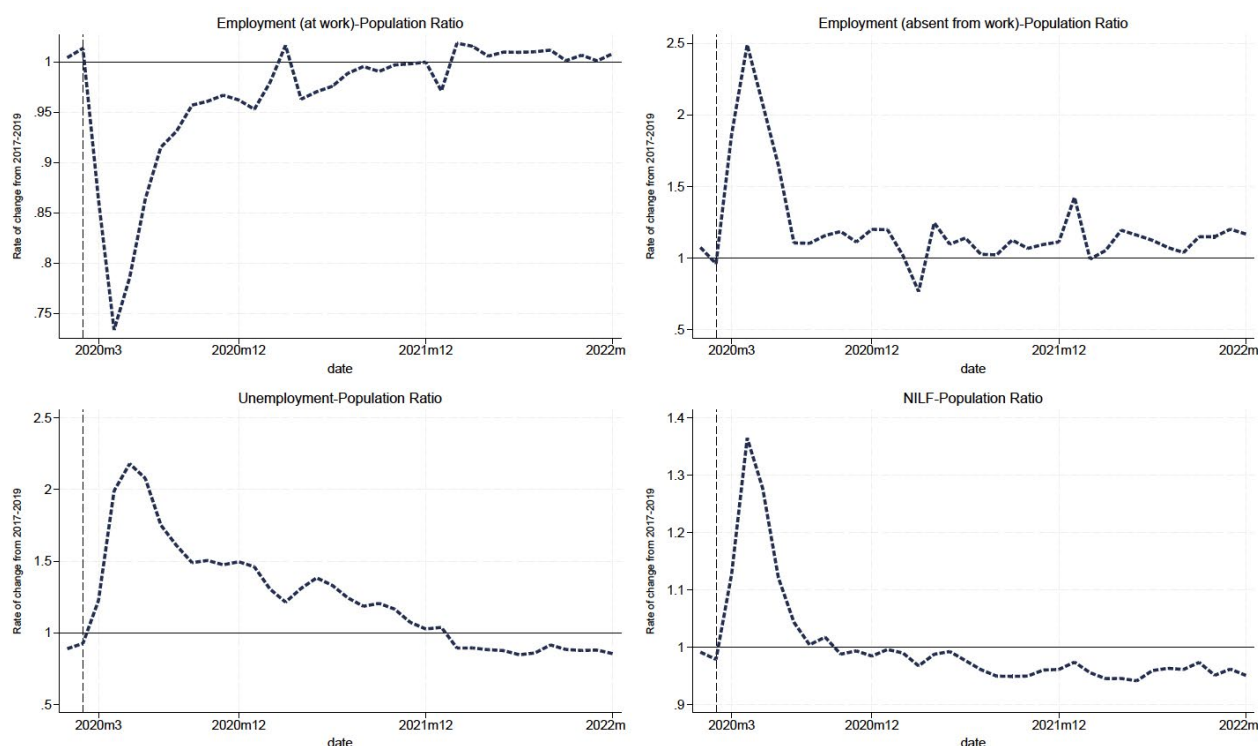 Employment (at work)-Population Ratio
Rate of change from 2017-2019
1
.95
.9
.85
.8
.75
2020m3 2020m12 2021m12 2022m
date
Employment (absent from work)-Population Ratio
Rate of change from 2017-2019
2.5
2
1.5
1
.5
2020m3 2020m12 2021m12 2022m
date
Unemployment-Population Ratio
Rate of change from 2017-2019
2.5
2
1.5
1
.5
2020m3 2020m12 2021m12 2022m
date
NILF-Population Ratio
Rate of change from 2017-2019
1.4
1.3
1.2
1.1
1
.9
2020m3 2020m12 2021m12 2022m
date